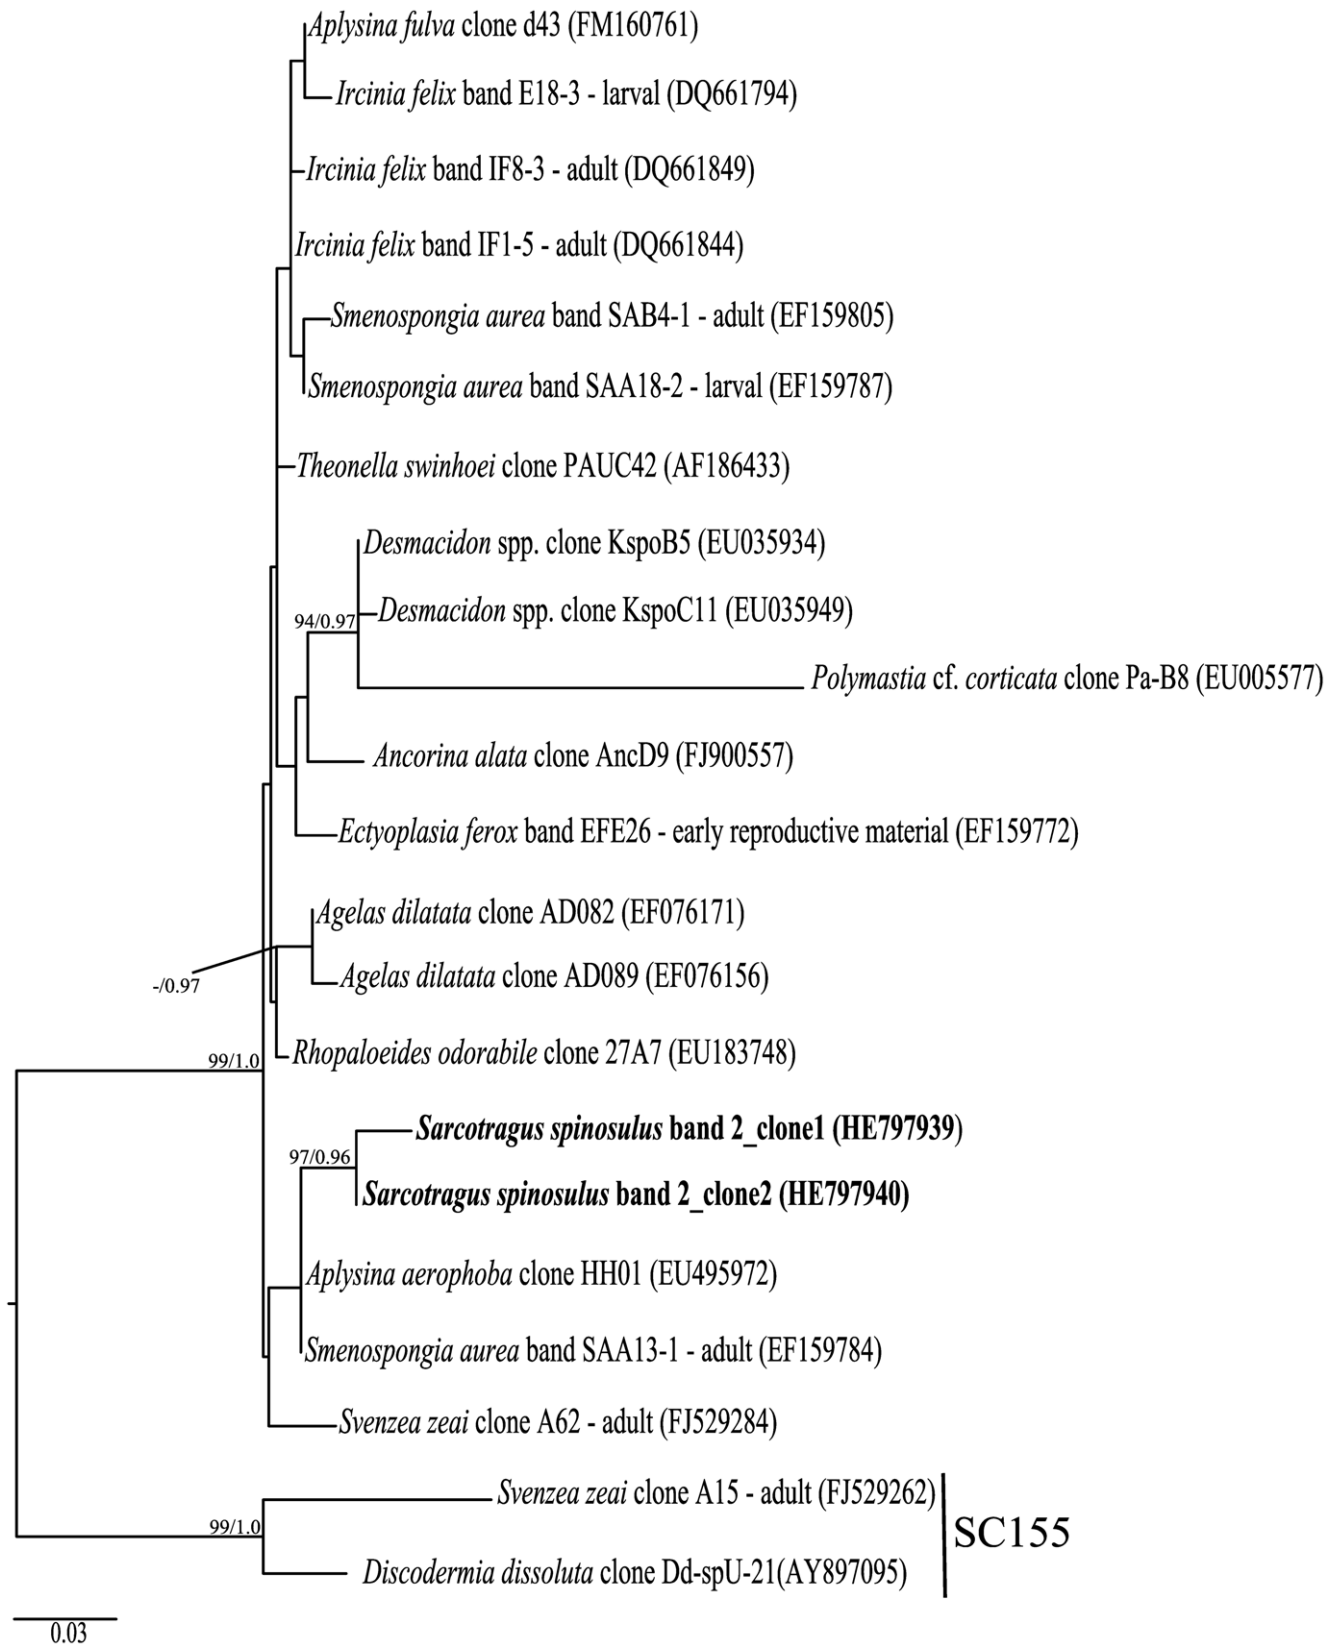 Aplysina fulva clone d43 (FM160761)
Ircinia felix band E18-3 - larval (DQ661794)
Ircinia felix band IF8-3 - adult (DQ661849)
Ircinia felix band IF1-5 - adult (DQ661844)
Smenospongia aurea band SAB4-1 - adult (EF159805)
Smenospongia aurea band SAA18-2 - larval (EF159787)
Theonella swinhoei clone PAUC42 (AF186433)
Desmacidon spp. clone KspoB5 (EU035934)
Desmacidon spp. clone KspoC11 (EU035949)
94/0.97
Polymastia cf. corticata clone Pa-B8 (EU005577)
Ancorina alata clone AncD9 (FJ900557)
Ectyoplasia ferox band EFE26 - early reproductive material (EF159772)
Agelas dilatata clone AD082 (EF076171)
Agelas dilatata clone AD089 (EF076156)
-/0.97
Rhopaloeides odorabile clone 27A7 (EU183748)
99/1.0
Sarcotragus spinosulus band 2_clone1 (HE797939)
97/0.96
Sarcotragus spinosulus band 2_clone2 (HE797940)
Aplysina aerophoba clone HH01 (EU495972)
Smenospongia aurea band SAA13-1 - adult (EF159784)
Svenzea zeai clone A62 - adult (FJ529284)
Svenzea zeai clone A15 - adult (FJ529262)
99/1.0
SC155
Discodermia dissoluta clone Dd-spU-21(AY897095)
0.03